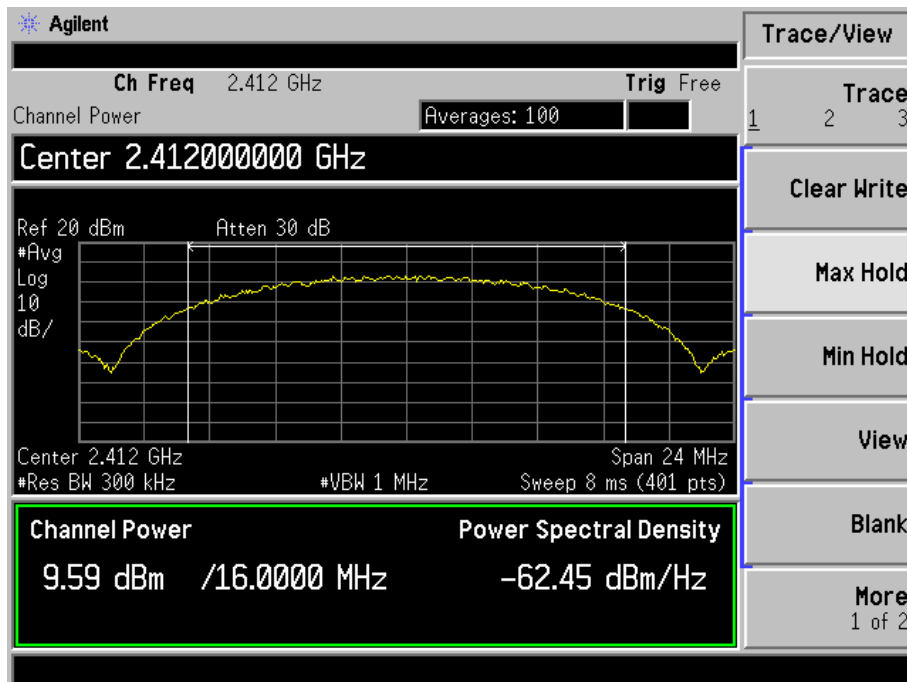 Agilent
Trace/View
Ch Freq 2.412 GHz Trig Free
Channel Power
Averages: 100
Center 2.412000000 GHz
Ref 20 dBm Atten 30 dB
#Avg
Log
10
dB/
Center 2.412 GHz Span 24 MHz
#Res BW 300 kHz #VBW 1 MHz Sweep 8 ms (401 pts)
Channel Power Power Spectral Density
9.59 dBm /16.0000 MHz -62.45 dBm/Hz
Trace
1 2 3
Clear Write
Max Hold
Min Hold
View
Blank
More
1 of 2